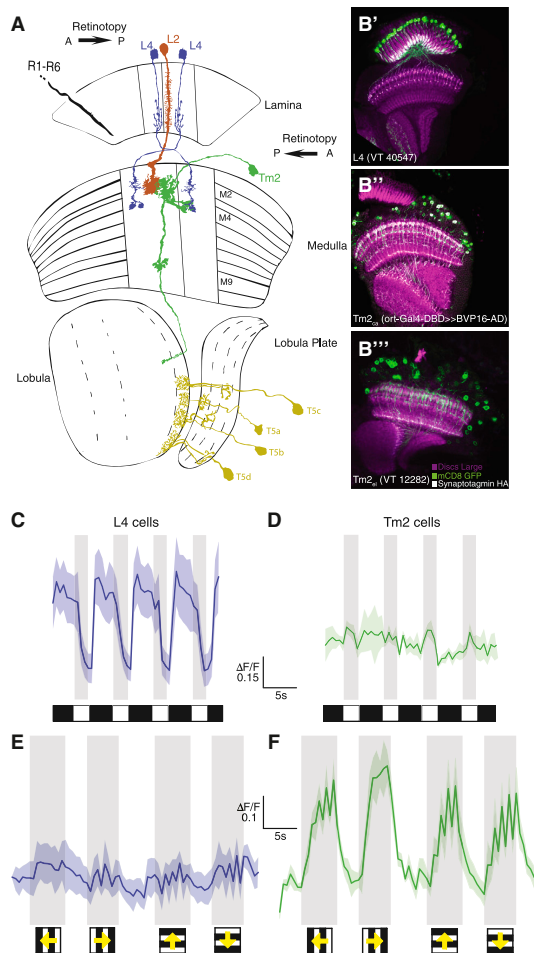 A
Retinotopy
A
P
L4
L2
L4
R1-R6
Lamina
Retinotopy
P
A
Tm2
M2
M4
M9
Medulla
Lobula Plate
Lobula
T5c
T5a
T5b
T5d
B'
L4 (VT 40547)
B''
Tm2ca (ort-Gal4-DBD>>BVP16-AD)
B'''
Discs Large
mCD8 GFP
Synaptotagmin HA
Tm2el (VT 12282)
C
L4 cells
D
Tm2 cells
ΔF/F
0.15
5s
E
F
ΔF/F
0.1
5s